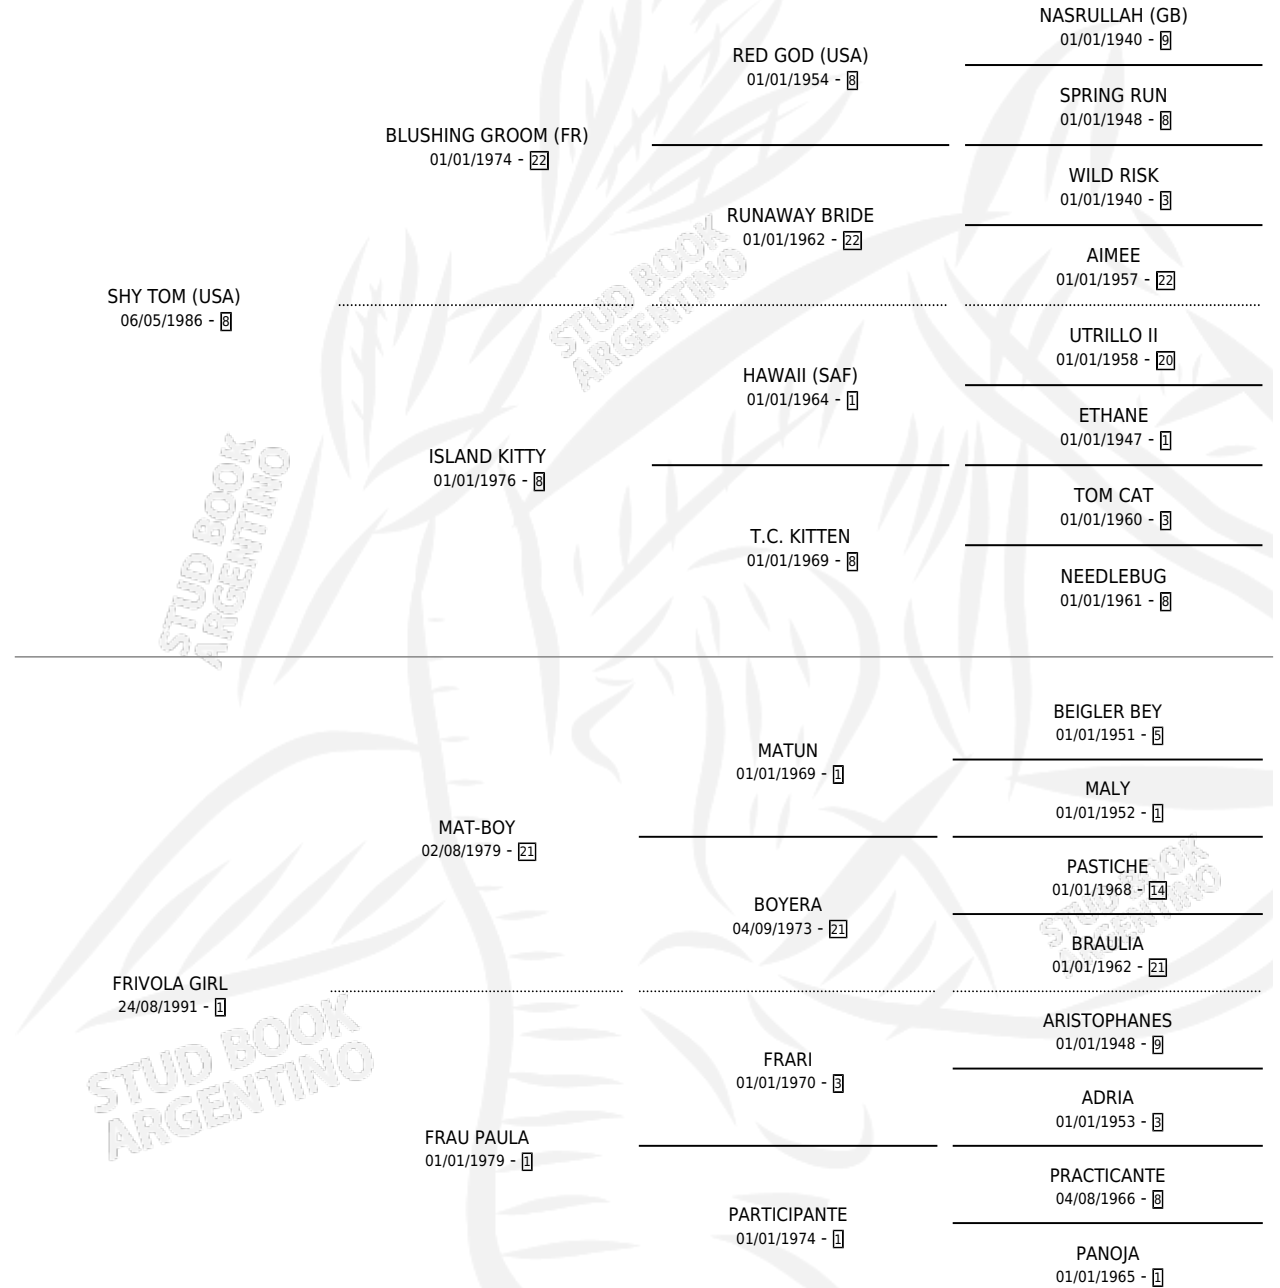 NASRULLAH (GB)
01/01/1940 - 9
RED GOD (USA)
01/01/1954 - 8
SPRING RUN
01/01/1948 - 8
BLUSHING GROOM (FR)
01/01/1974 - 22
WILD RISK
01/01/1940 - 3
RUNAWAY BRIDE
01/01/1962 - 22
AIMEE
01/01/1957 - 22
SHY TOM (USA)
06/05/1986 - 8
UTRILLO II
01/01/1958 - 20
HAWAII (SAF)
01/01/1964 - 1
ETHANE
01/01/1947 - 1
ISLAND KITTY
01/01/1976 - 8
TOM CAT
01/01/1960 - 3
T.C. KITTEN
01/01/1969 - 8
NEEDLEBUG
01/01/1961 - 8
BEIGLER BEY
01/01/1951 - 5
MATUN
01/01/1969 - 1
MALY
01/01/1952 - 1
MAT-BOY
02/08/1979 - 21
PASTICHE
01/01/1968 - 14
BOYERA
04/09/1973 - 21
BRAULIA
01/01/1962 - 21
FRIVOLA GIRL
24/08/1991 - 1
ARISTOPHANES
01/01/1948 - 9
FRARI
01/01/1970 - 3
ADRIA
01/01/1953 - 3
FRAU PAULA
01/01/1979 - 1
PRACTICANTE
04/08/1966 - 8
PARTICIPANTE
01/01/1974 - 1
PANOJA
01/01/1965 - 1
STUD BOOK
ARGENTINO
STUD BOOK
ARGENTINO
STUD BOOK
ARGENTINO
STUD BOOK
ARGENTINO